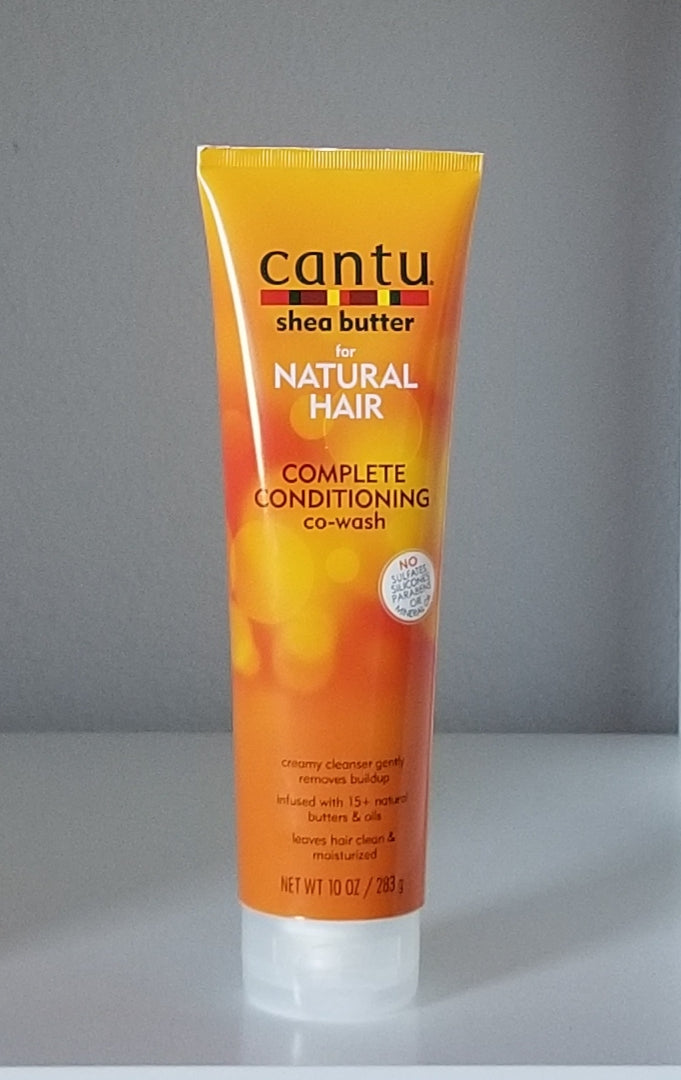 cantu®
shea butter
for
NATURAL
HAIR
COMPLETE
CONDITIONING
co-wash
NO
SULFATES
SILICONES
PARABENS
OR
MINERAL OIL
creamy cleanser gently
removes buildup
infused with 15+ natural
butters & oils
leaves hair clean &
moisturized
NET WT 10 OZ / 283 g